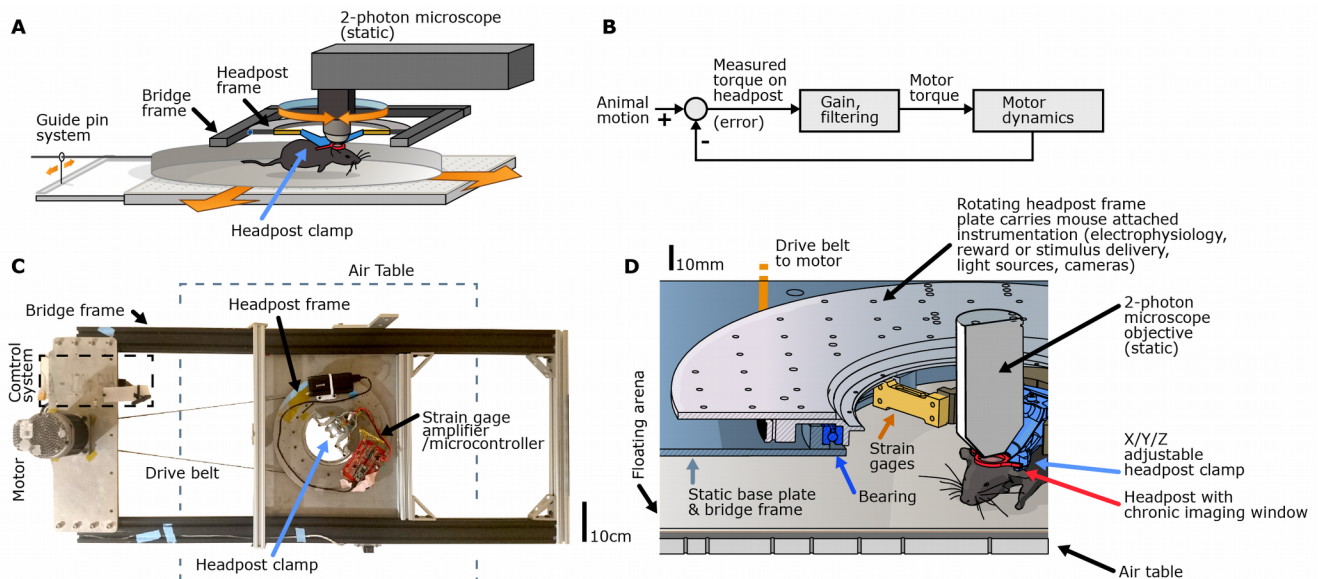 A
2-photon microscope
(static)
Headpost
frame
Bridge
frame
Guide pin
system
Headpost clamp
B
Animal
motion
+
-
Measured
torque on
headpost
(error)
Gain,
filtering
Motor
torque
Motor
dynamics
C
Air Table
Bridge frame
Headpost frame
Comtrol
system
Strain gage
amplifier
/microcontroller
Motor
Drive belt
Headpost clamp
10cm
D
10mm
Drive belt
to motor
Rotating headpost frame
plate carries mouse attached
instrumentation (electrophysiology,
reward or stimulus delivery,
light sources, cameras)
2-photon
microscope
objective
(static)
Floating arena
Strain
gages
Static base plate
& bridge frame
Bearing
X/Y/Z
adjustable
headpost clamp
Headpost with
chronic imaging window
Air table